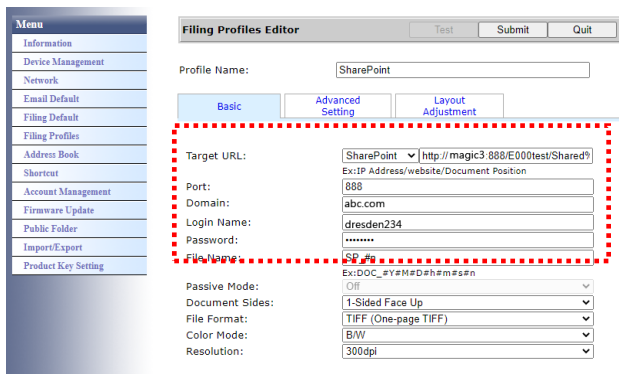 Menu
Information
Device Management
Network
Email Default
Filing Default
Filing Profiles
Address Book
Shortcut
Account Management
Firmware Update
Public Folder
Import/Export
Product Key Setting
Filing Profiles Editor Test Submit Quit
Profile Name: SharePoint
Basic
Advanced Setting
Layout Adjustment
Target URL: SharePoint http://magic3:888/E000test/Shared%
Ex:IP Address/website/Document Position
Port: 888
Domain: abc.com
Login Name: dresden234
Password: ••••••••
File Name: SP_#n
Ex:DOC_#Y#M#D#h#m#s#n
Passive Mode: Off
Document Sides: 1-Sided Face Up
File Format: TIFF (One-page TIFF)
Color Mode: B/W
Resolution: 300dpi